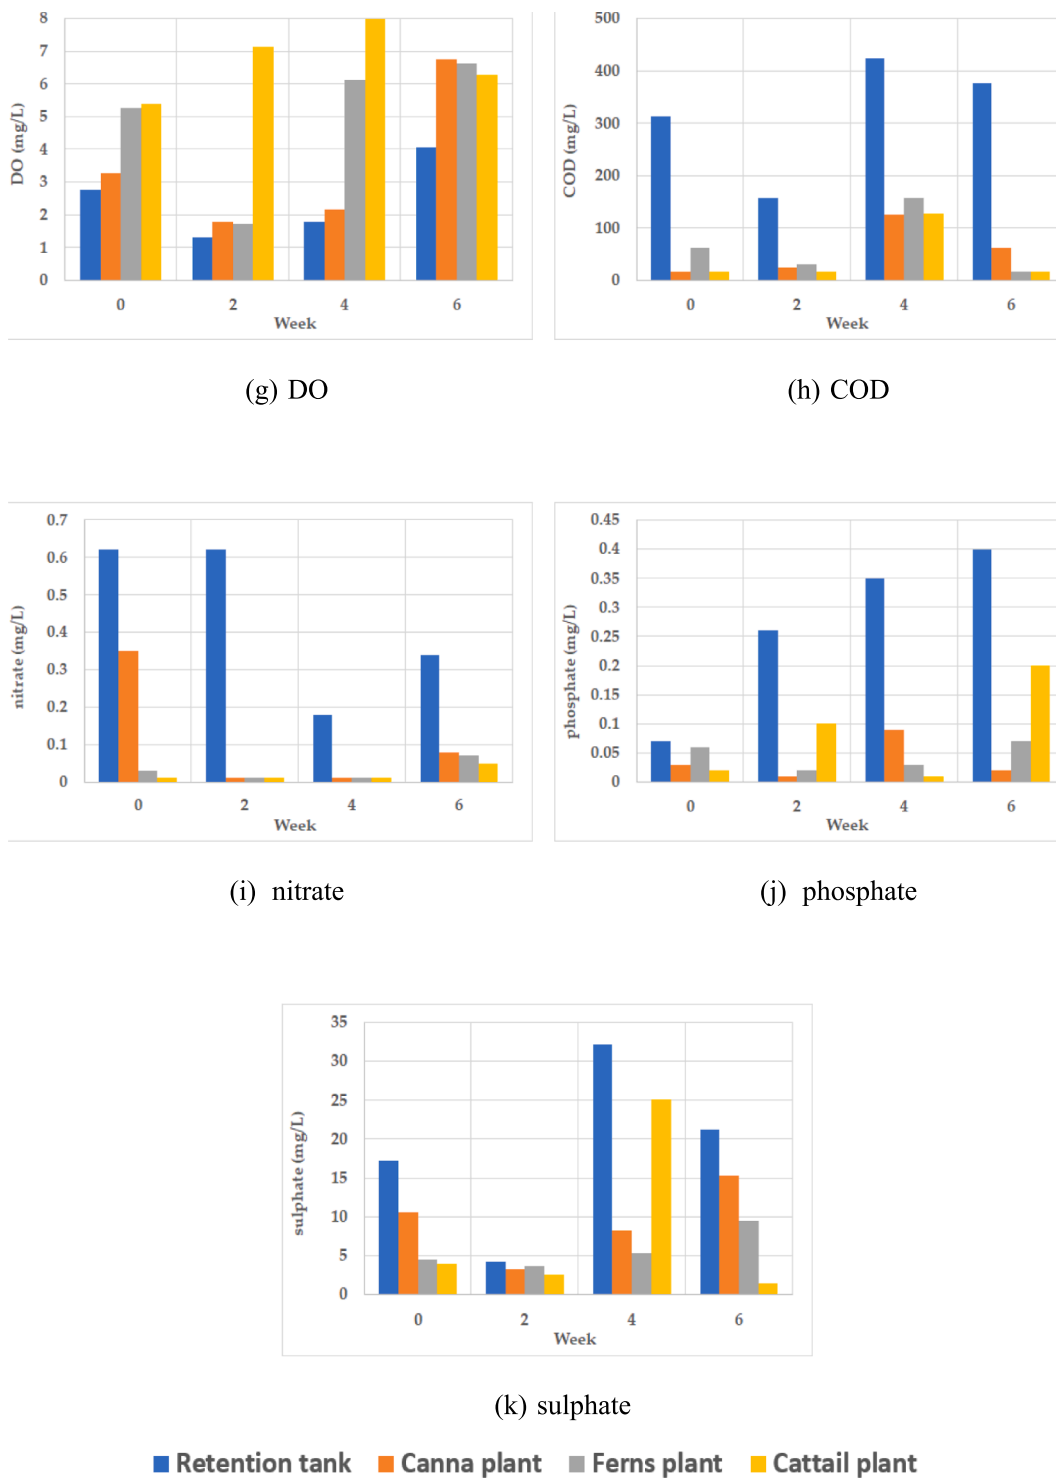 8
7
6
5
4
3
2
1
0
DO (mg/L)
0 2 4 6
Week
500
400
300
200
100
0
COD (mg/L)
0 2 4 6
Week
(g) DO
(h) COD
0.7
0.6
0.5
0.4
0.3
0.2
0.1
0
nitrate (mg/L)
0 2 4 6
Week
0.45
0.4
0.35
0.3
0.25
0.2
0.15
0.1
0.05
0
phosphate (mg/L)
0 2 4 6
Week
(i) nitrate
(j) phosphate
35
30
25
20
15
10
5
0
sulphate (mg/L)
0 2 4 6
Week
(k) sulphate
Retention tank Canna plant Ferns plant Cattail plant